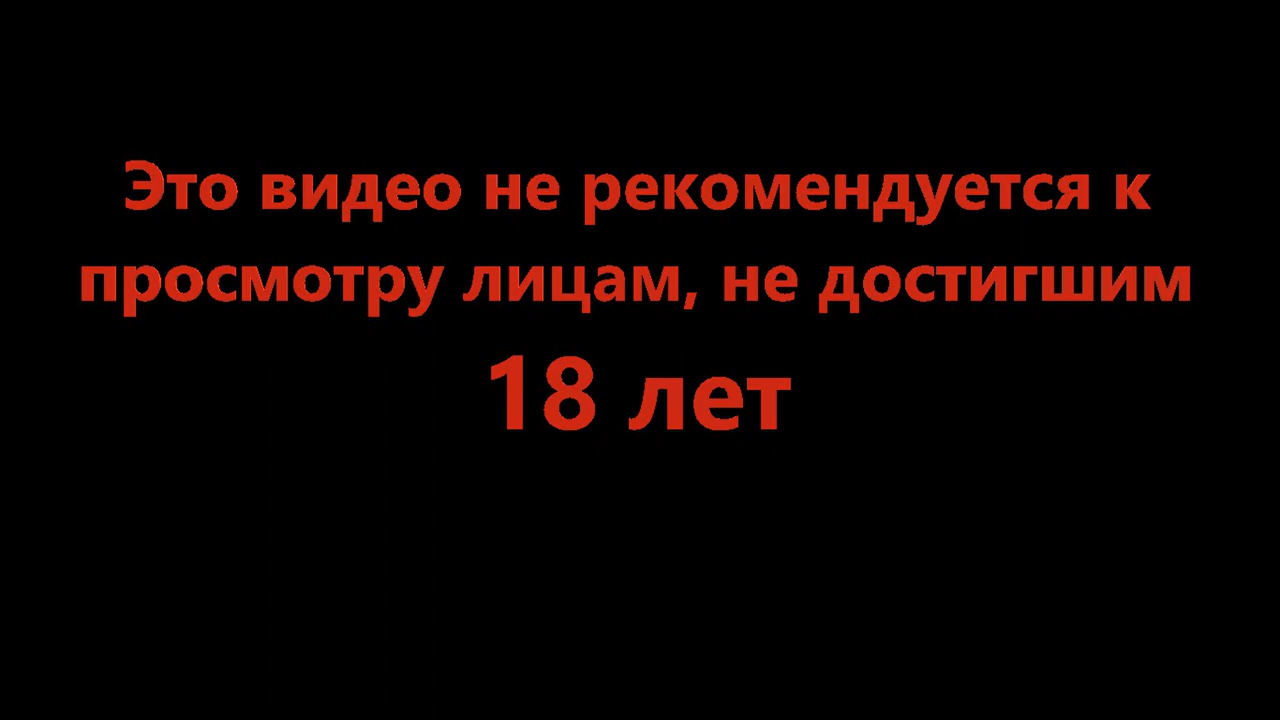 Это видео не рекомендуется к
просмотру лицам, не достигшим
18 лет